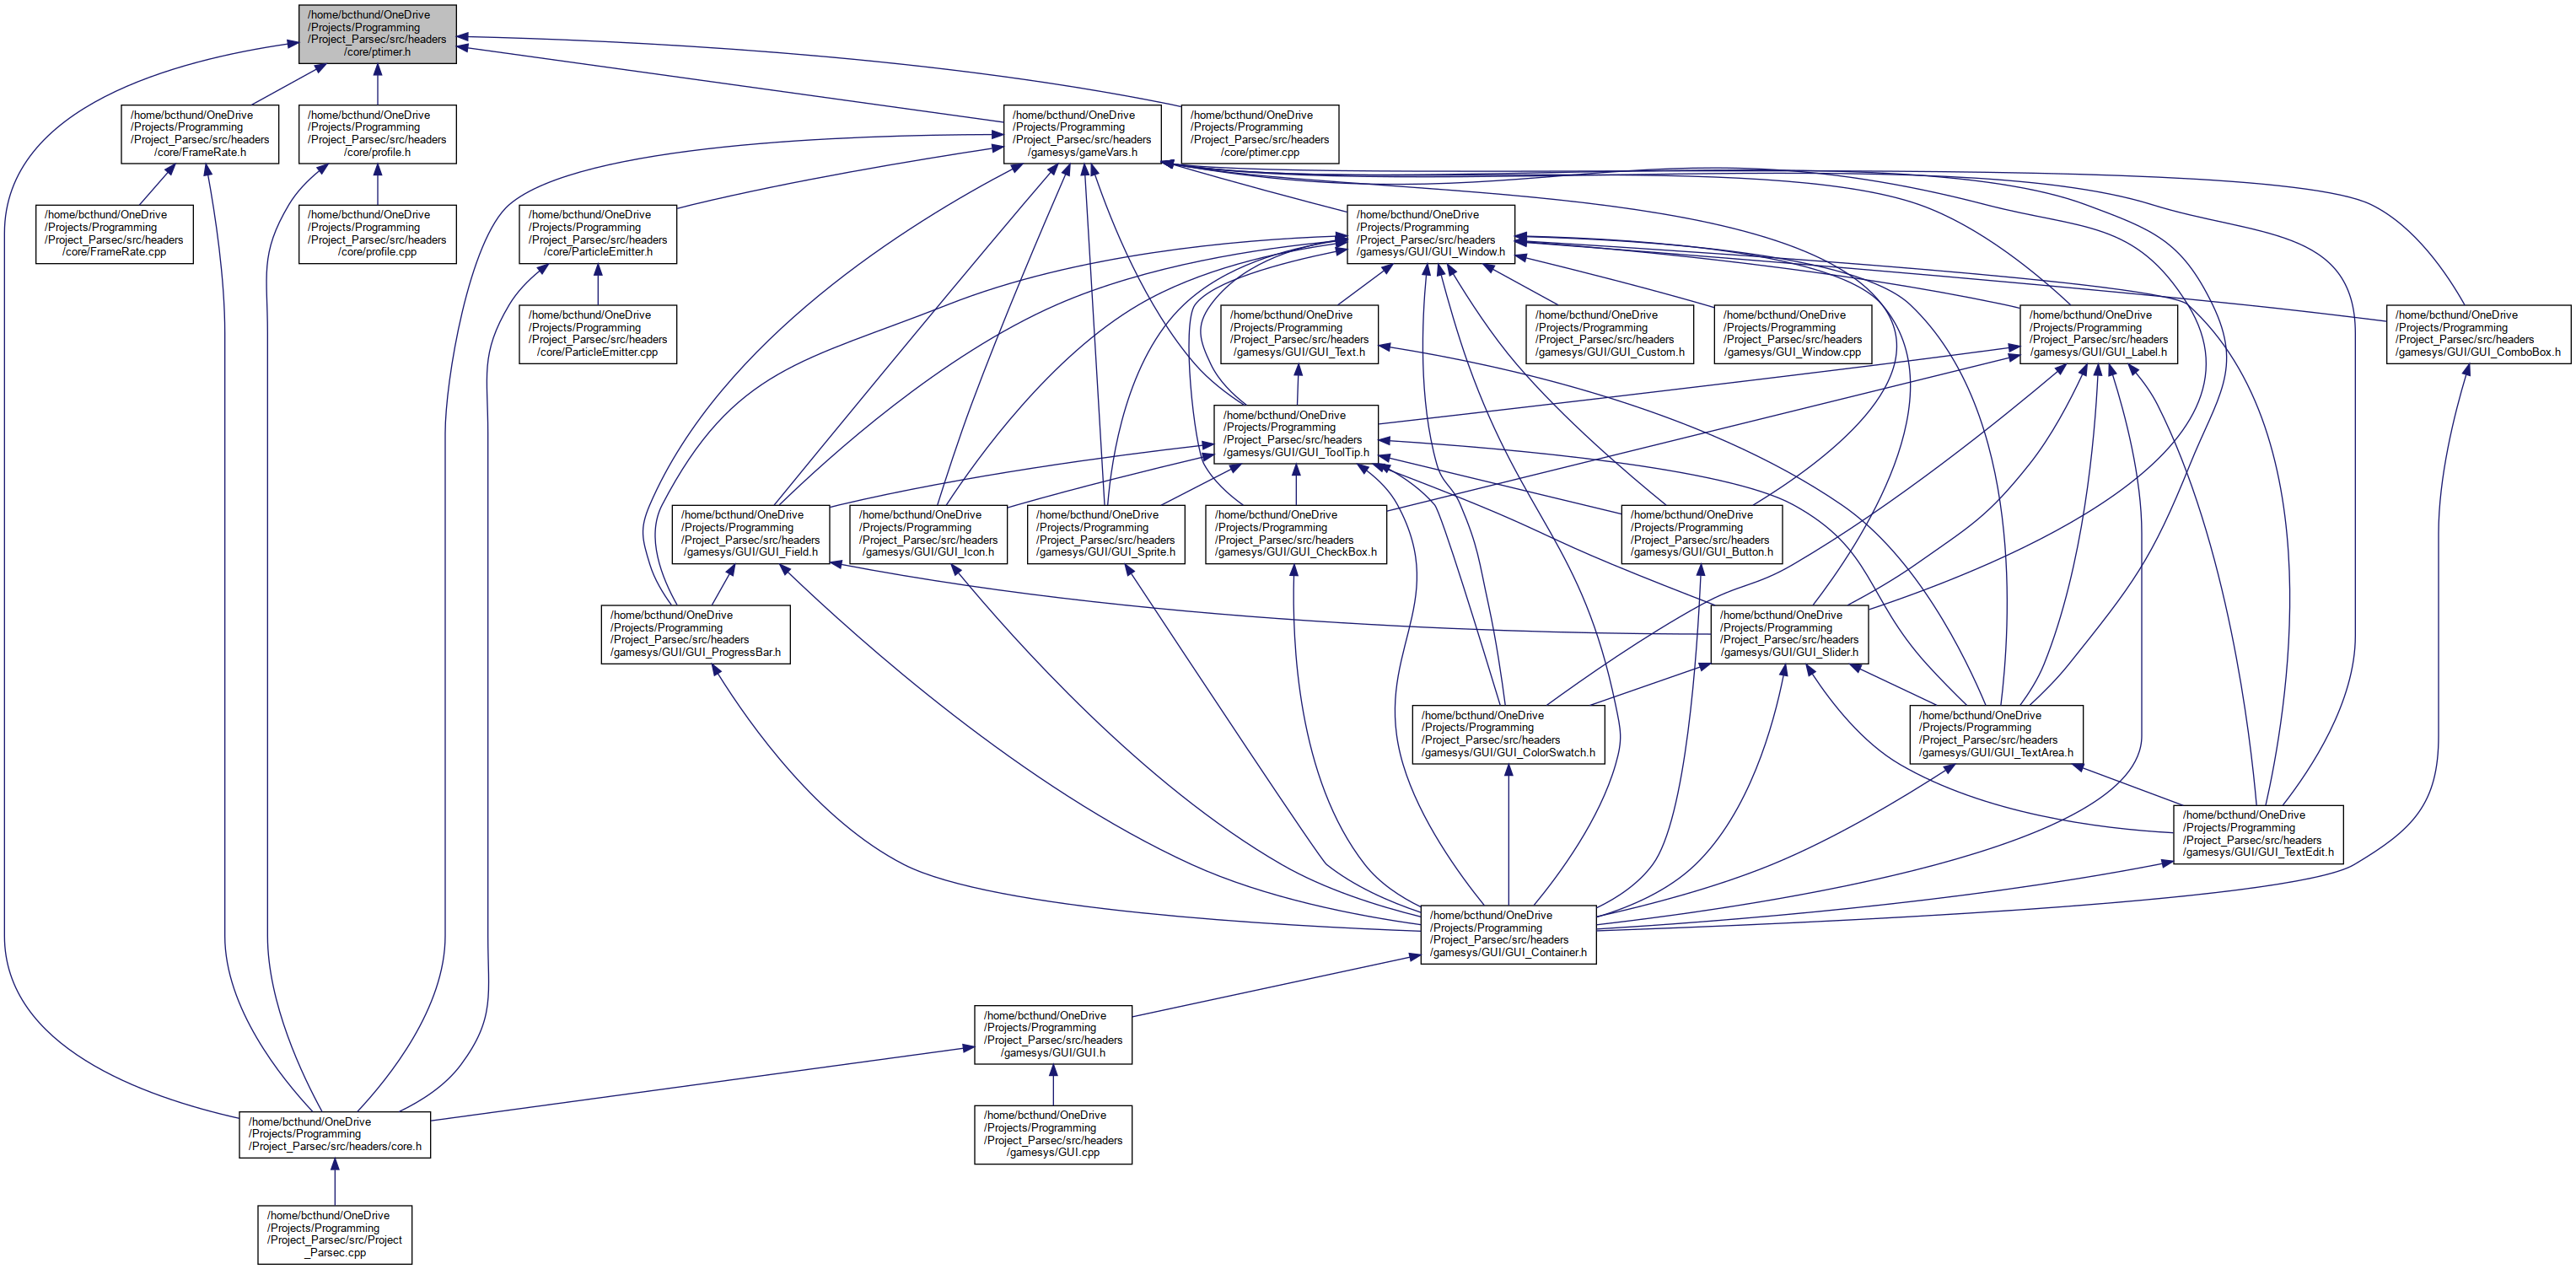 /home/bcthund/OneDrive
/Projects/Programming
/Project_Parsec/src/headers
/core/ptimer.h
/home/bcthund/OneDrive
/Projects/Programming
/Project_Parsec/src/headers
/core/FrameRate.h
/home/bcthund/OneDrive
/Projects/Programming
/Project_Parsec/src/headers
/core/profile.h
/home/bcthund/OneDrive
/Projects/Programming
/Project_Parsec/src/headers
/gamesys/gameVars.h
/home/bcthund/OneDrive
/Projects/Programming
/Project_Parsec/src/headers
/core/ptimer.cpp
/home/bcthund/OneDrive
/Projects/Programming
/Project_Parsec/src/headers
/core/FrameRate.cpp
/home/bcthund/OneDrive
/Projects/Programming
/Project_Parsec/src/headers
/core/profile.cpp
/home/bcthund/OneDrive
/Projects/Programming
/Project_Parsec/src/headers
/core/ParticleEmitter.h
/home/bcthund/OneDrive
/Projects/Programming
/Project_Parsec/src/headers
/gamesys/GUI/GUI_Window.h
/home/bcthund/OneDrive
/Projects/Programming
/Project_Parsec/src/headers
/core/ParticleEmitter.cpp
/home/bcthund/OneDrive
/Projects/Programming
/Project_Parsec/src/headers
/gamesys/GUI/GUI_Text.h
/home/bcthund/OneDrive
/Projects/Programming
/Project_Parsec/src/headers
/gamesys/GUI/GUI_Custom.h
/home/bcthund/OneDrive
/Projects/Programming
/Project_Parsec/src/headers
/gamesys/GUI_Window.cpp
/home/bcthund/OneDrive
/Projects/Programming
/Project_Parsec/src/headers
/gamesys/GUI/GUI_Label.h
/home/bcthund/OneDrive
/Projects/Programming
/Project_Parsec/src/headers
/gamesys/GUI/GUI_ComboBox.h
/home/bcthund/OneDrive
/Projects/Programming
/Project_Parsec/src/headers
/gamesys/GUI/GUI_ToolTip.h
/home/bcthund/OneDrive
/Projects/Programming
/Project_Parsec/src/headers
/gamesys/GUI/GUI_Field.h
/home/bcthund/OneDrive
/Projects/Programming
/Project_Parsec/src/headers
/gamesys/GUI/GUI_Icon.h
/home/bcthund/OneDrive
/Projects/Programming
/Project_Parsec/src/headers
/gamesys/GUI/GUI_Sprite.h
/home/bcthund/OneDrive
/Projects/Programming
/Project_Parsec/src/headers
/gamesys/GUI/GUI_CheckBox.h
/home/bcthund/OneDrive
/Projects/Programming
/Project_Parsec/src/headers
/gamesys/GUI/GUI_Button.h
/home/bcthund/OneDrive
/Projects/Programming
/Project_Parsec/src/headers
/gamesys/GUI/GUI_ProgressBar.h
/home/bcthund/OneDrive
/Projects/Programming
/Project_Parsec/src/headers
/gamesys/GUI/GUI_Slider.h
/home/bcthund/OneDrive
/Projects/Programming
/Project_Parsec/src/headers
/gamesys/GUI/GUI_ColorSwatch.h
/home/bcthund/OneDrive
/Projects/Programming
/Project_Parsec/src/headers
/gamesys/GUI/GUI_TextArea.h
/home/bcthund/OneDrive
/Projects/Programming
/Project_Parsec/src/headers
/gamesys/GUI/GUI_TextEdit.h
/home/bcthund/OneDrive
/Projects/Programming
/Project_Parsec/src/headers
/gamesys/GUI/GUI_Container.h
/home/bcthund/OneDrive
/Projects/Programming
/Project_Parsec/src/headers
/gamesys/GUI/GUI.h
/home/bcthund/OneDrive
/Projects/Programming
/Project_Parsec/src/headers/core.h
/home/bcthund/OneDrive
/Projects/Programming
/Project_Parsec/src/headers
/gamesys/GUI.cpp
/home/bcthund/OneDrive
/Projects/Programming
/Project_Parsec/src/Project
_Parsec.cpp